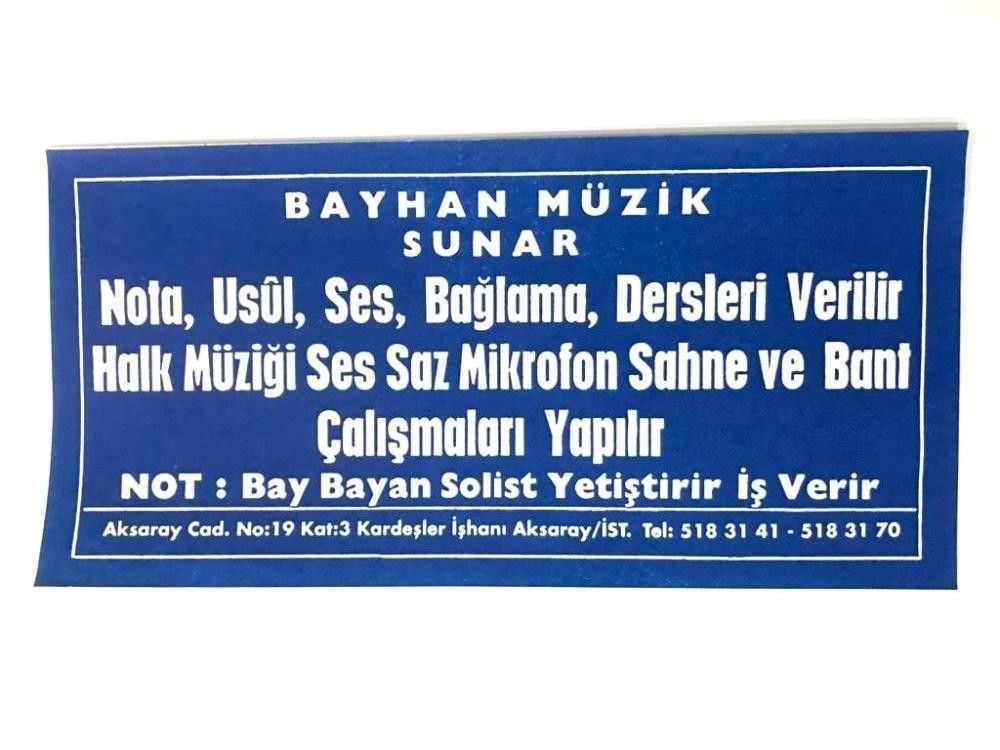 BAYHAN MÜZİK
SUNAR
Nota, Usûl, Ses, Bağlama, Dersleri Verilir
Halk Müziği Ses Saz Mikrofon Sahne ve Bant
Çalışmaları Yapılır
NOT : Bay Bayan Solist Yetiştirir İş Verir
Aksaray Cad. No:19 Kat:3 Kardeşler İşhanı Aksaray/İST. Tel: 518 31 41 - 518 31 70